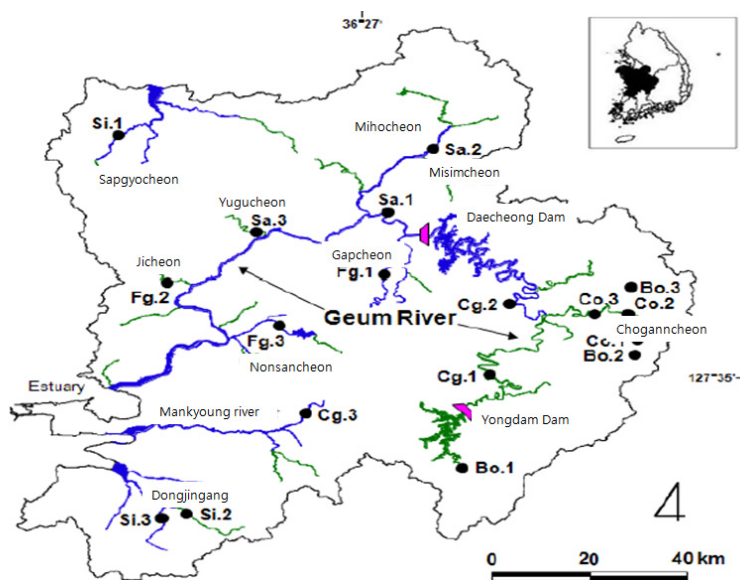 36°27'
Si.1
Mihocheon
Sa.2
Sapgyocheon
Misimcheon
Yugucheon
Sa.1
Sa.3
Daecheong Dam
Jicheon
Gapcheon
Fg.1
Fg.2
Bo.3
Cg.2
Co.3
Co.2
Geum River
Chogancheon
Fg.3
Co.1
Bo.2
Nonsancheon
Cg.1
127°35'
Estuary
Mankyoung river
Cg.3
Yongdam Dam
Bo.1
Dongjingang
Si.3
Si.2
0 20 40 km